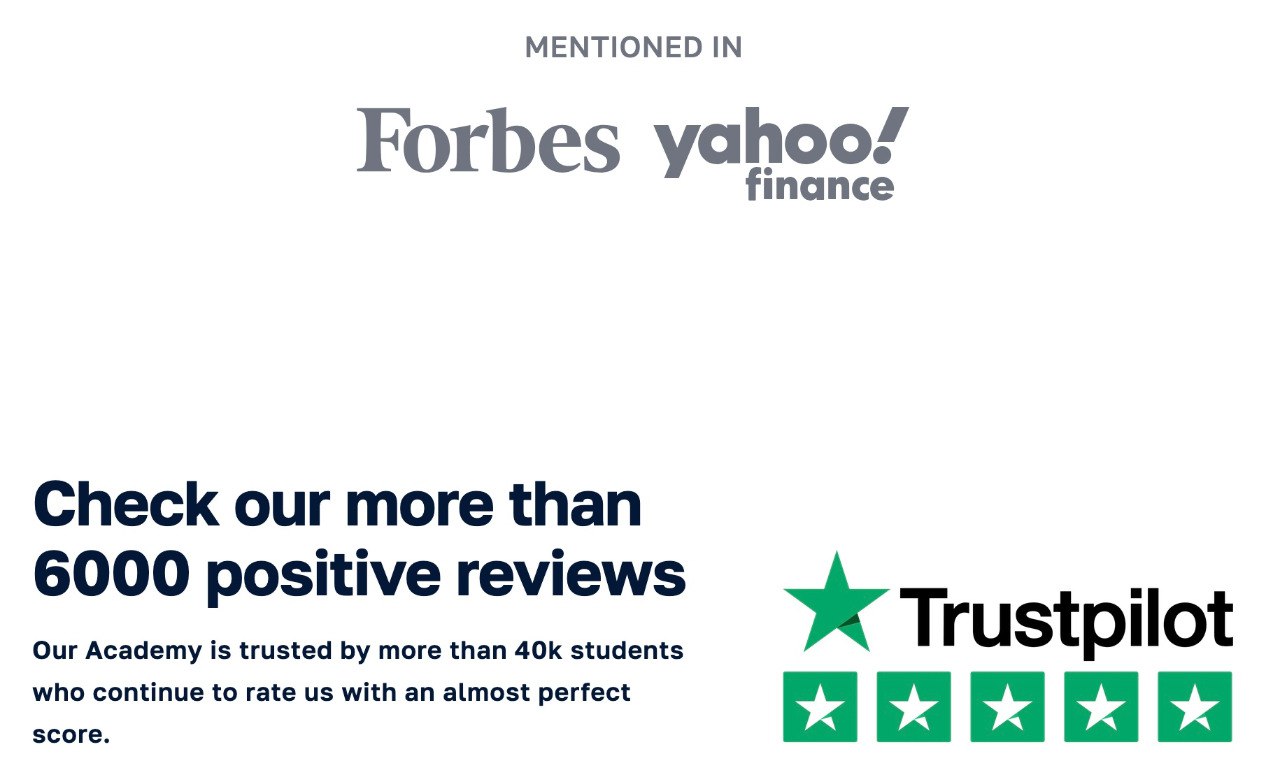 MENTIONED IN
Forbes yahoo!
finance
Check our more than
6000 positive reviews
Our Academy is trusted by more than 40k students
who continue to rate us with an almost perfect
score.
Trustpilot